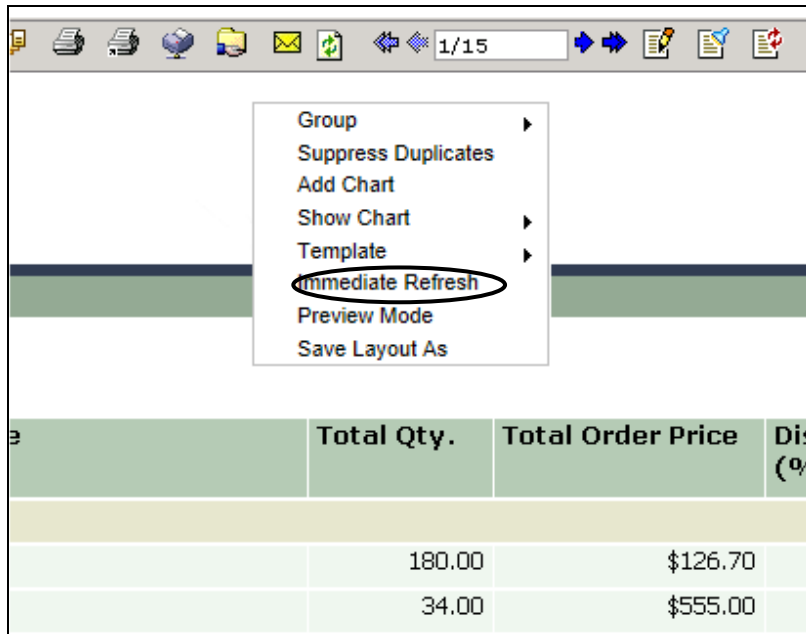 1/15
Group
Suppress Duplicates
Add Chart
Show Chart
Template
Immediate Refresh
Preview Mode
Save Layout As
e Total Qty. Total Order Price Dis
(%
180.00 $126.70
34.00 $555.00